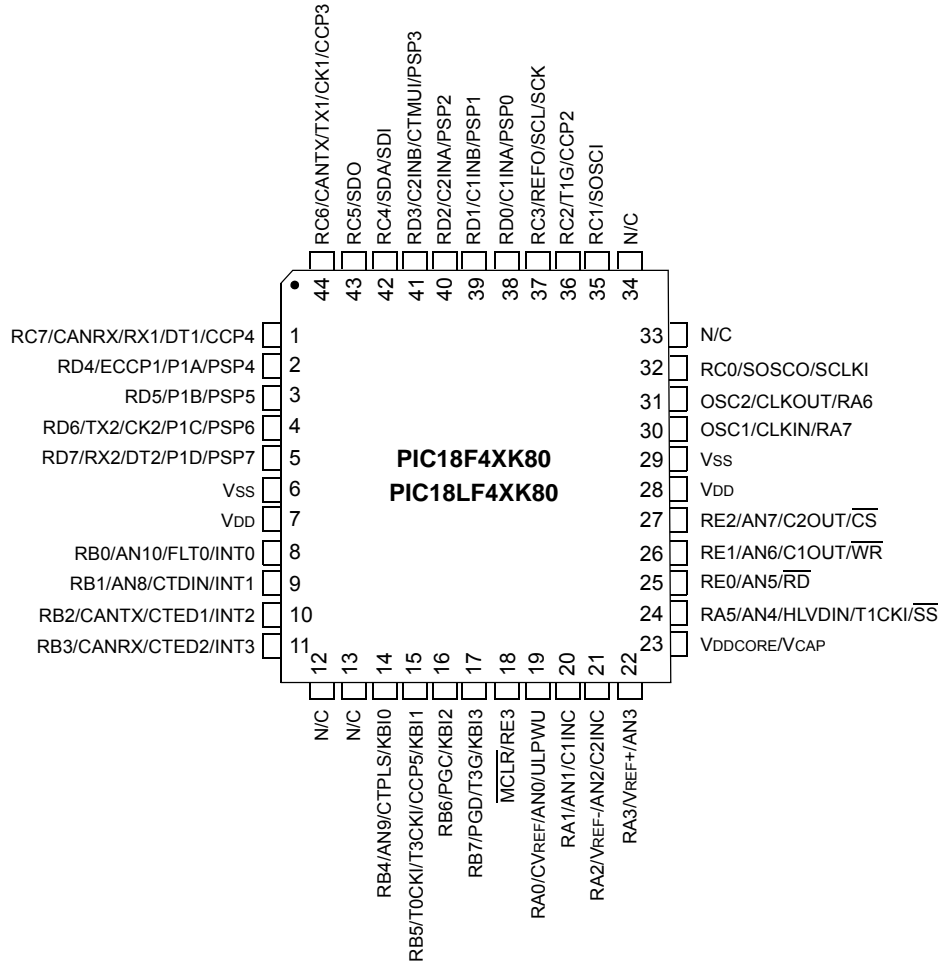 RC6/CANTX/TX1/CK1/CCP3
RC5/SDO
RC4/SDA/SDI
RD3/C2INB/CTMUI/PSP3
RD2/C2INA/PSP2
RD1/C1INB/PSP1
RD0/C1INA/PSP0
RC3/REFO/SCL/SCK
RC2/T1G/CCP2
RC1/SOSCI
N/C
44
43
42
41
40
39
38
37
36
35
34
RC7/CANRX/RX1/DT1/CCP4 1
RD4/ECCP1/P1A/PSP4 2
RD5/P1B/PSP5 3
RD6/TX2/CK2/P1C/PSP6 4
RD7/RX2/DT2/P1D/PSP7 5
VSS 6
VDD 7
RB0/AN10/FLT0/INT0 8
RB1/AN8/CTDIN/INT1 9
RB2/CANTX/CTED1/INT2 10
RB3/CANRX/CTED2/INT3 11
PIC18F4XK80
PIC18LF4XK80
33 N/C
32 RC0/SOSCO/SCLKI
31 OSC2/CLKOUT/RA6
30 OSC1/CLKIN/RA7
29 VSS
28 VDD
27 RE2/AN7/C2OUT/CS
26 RE1/AN6/C1OUT/WR
25 RE0/AN5/RD
24 RA5/AN4/HLVDIN/T1CKI/SS
23 VDDCORE/VCAP
12
13
14
15
16
17
18
19
20
21
22
N/C
N/C
RB4/AN9/CTPLS/KBI0
RB5/T0CKI/T3CKI/CCP5/KBI1
RB6/PGC/KBI2
RB7/PGD/T3G/KBI3
MCLR/RE3
RA0/CVREF/AN0/ULPWU
RA1/AN1/C1INC
RA2/VREF-/AN2/C2INC
RA3/VREF+/AN3